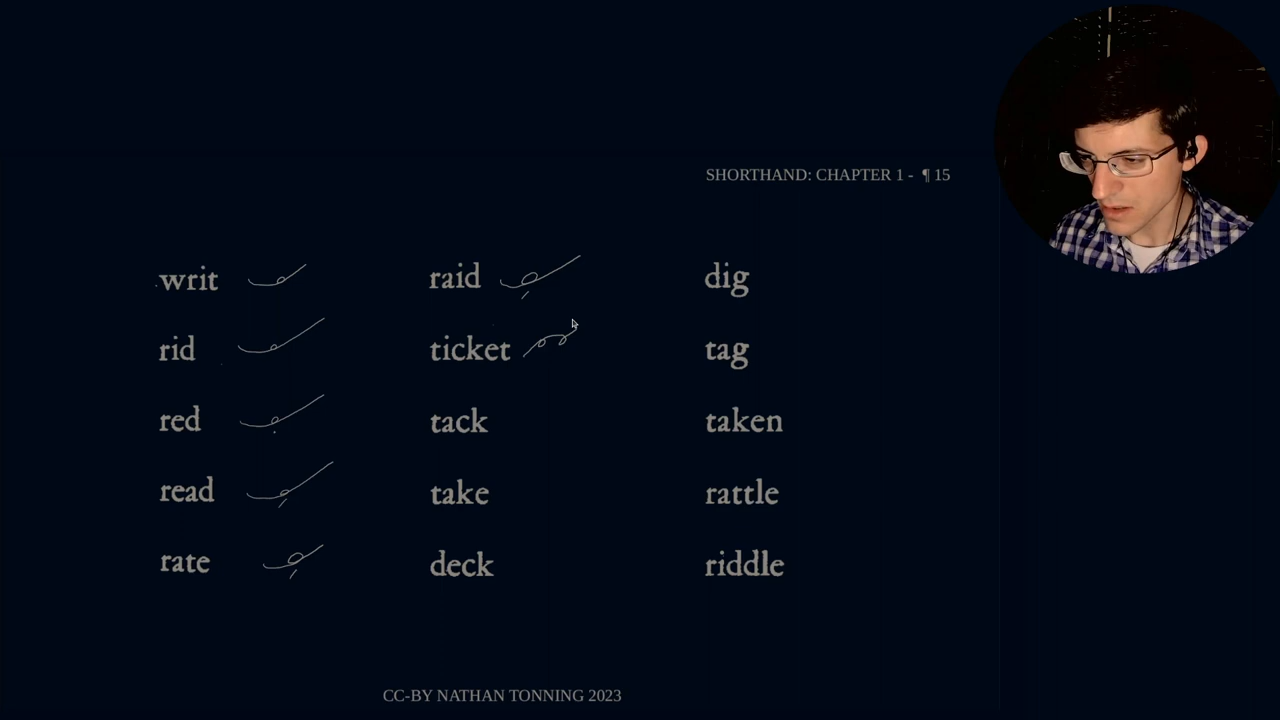 SHORTHAND: CHAPTER 1 - ¶ 15
writ raid dig
rid ticket tag
red tack taken
read take rattle
rate deck riddle
CC-BY NATHAN TONNING 2023